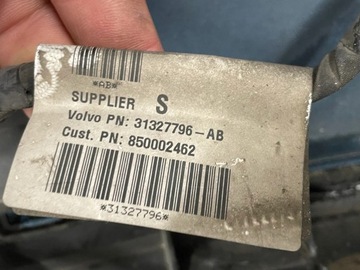 *AB*
SUPPLIER S
Volvo PN: 31327796-AB
Cust. PN: 850002462
*31327796*